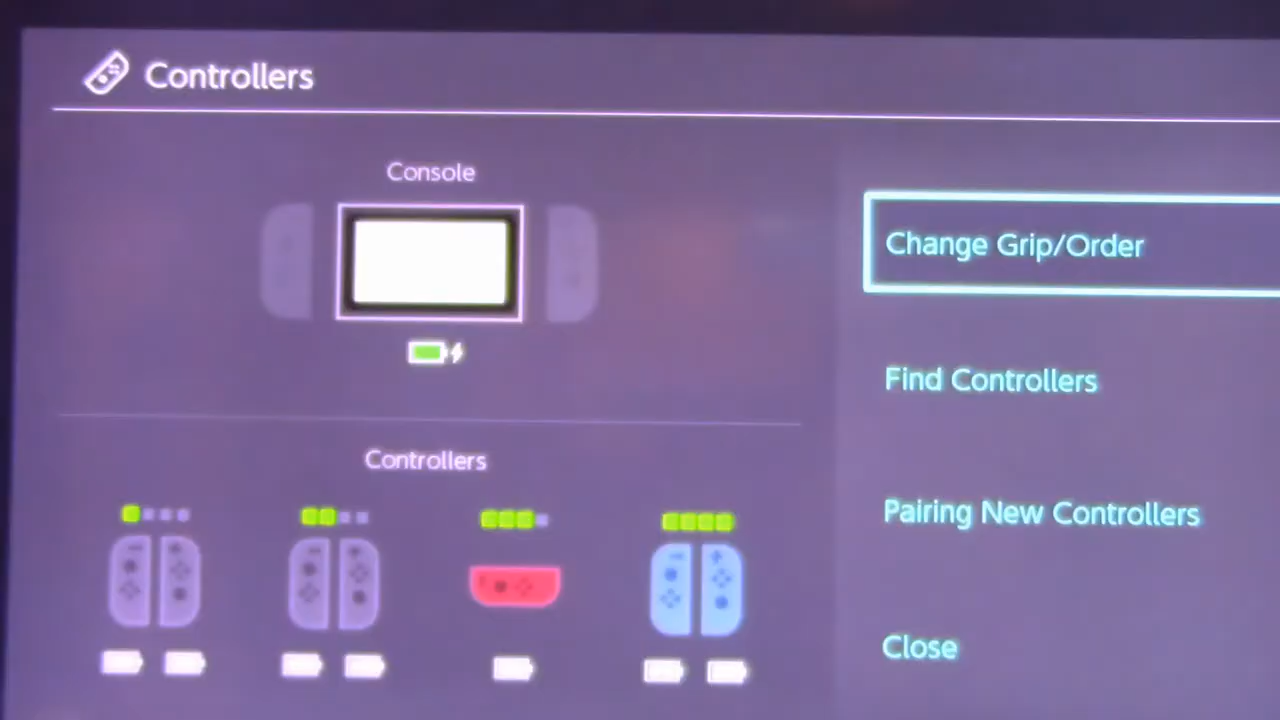 Controllers
Console
Change Grip/Order
Find Controllers
Controllers
Pairing New Controllers
Close